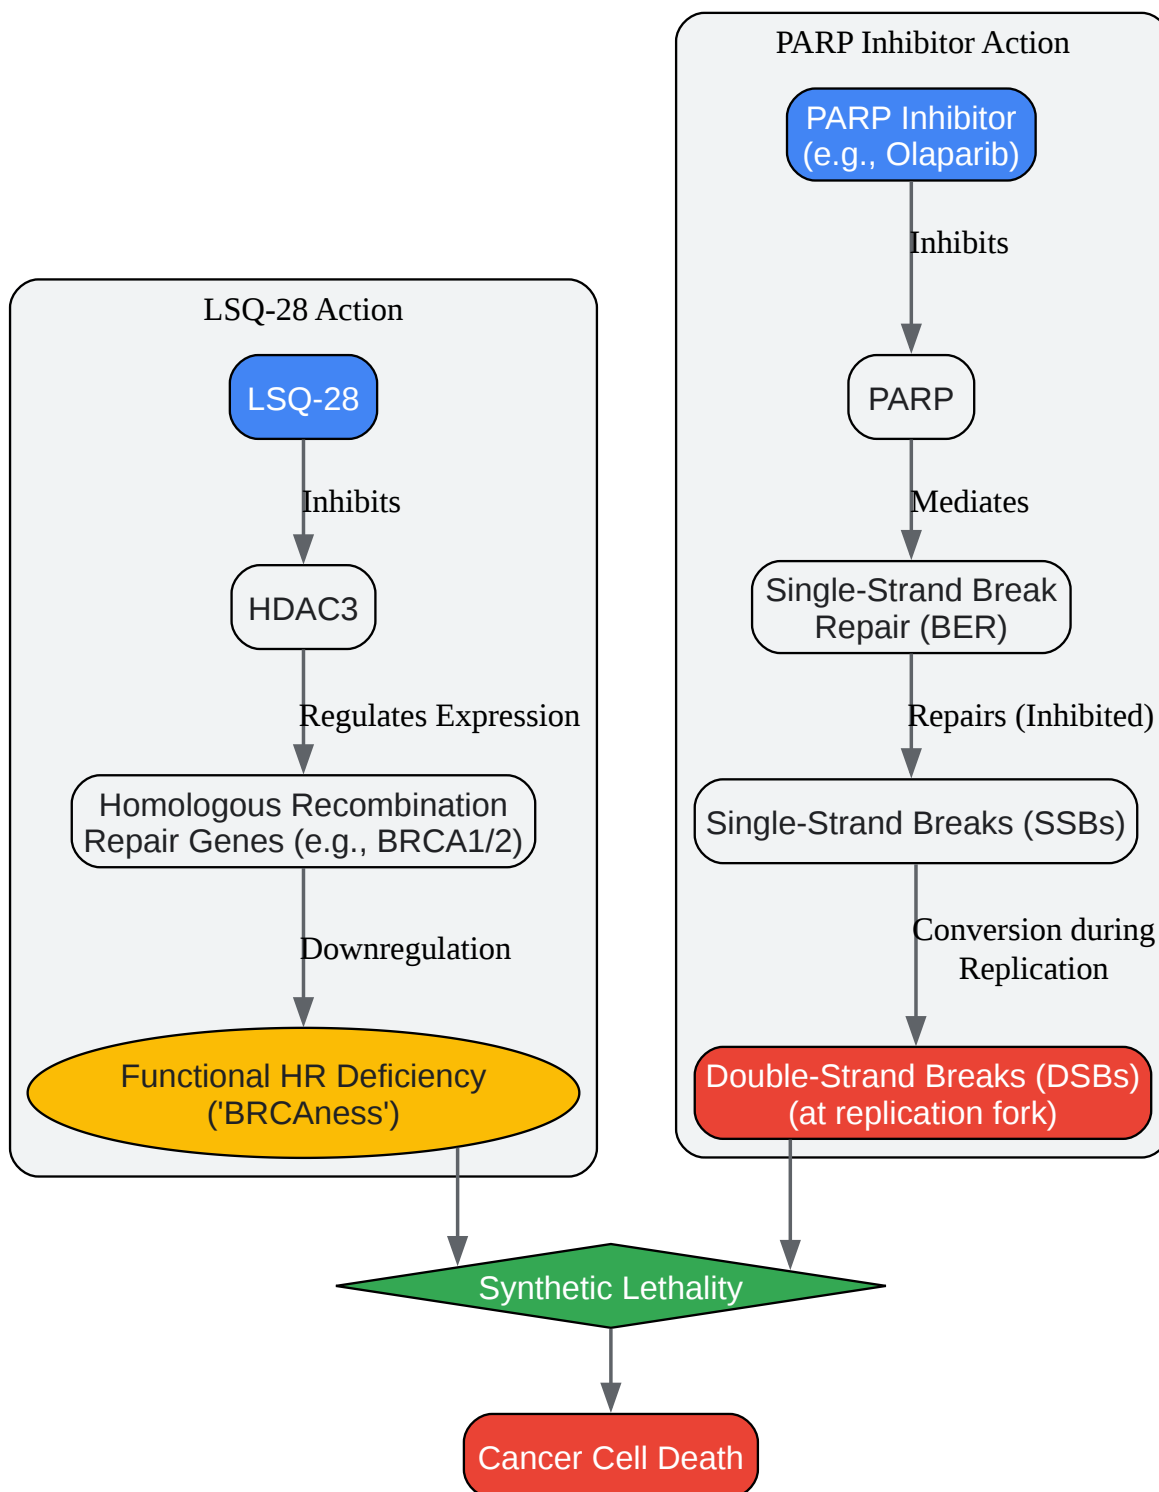 PARP Inhibitor Action
PARP Inhibitor
(e.g., Olaparib)
Inhibits
PARP
Mediates
Single-Strand Break
Repair (BER)
Repairs (Inhibited)
Single-Strand Breaks (SSBs)
Conversion during
Replication
Double-Strand Breaks (DSBs)
(at replication fork)
LSQ-28 Action
LSQ-28
Inhibits
HDAC3
Regulates Expression
Homologous Recombination
Repair Genes (e.g., BRCA1/2)
Downregulation
Functional HR Deficiency
('BRCAness')
Synthetic Lethality
Cancer Cell Death